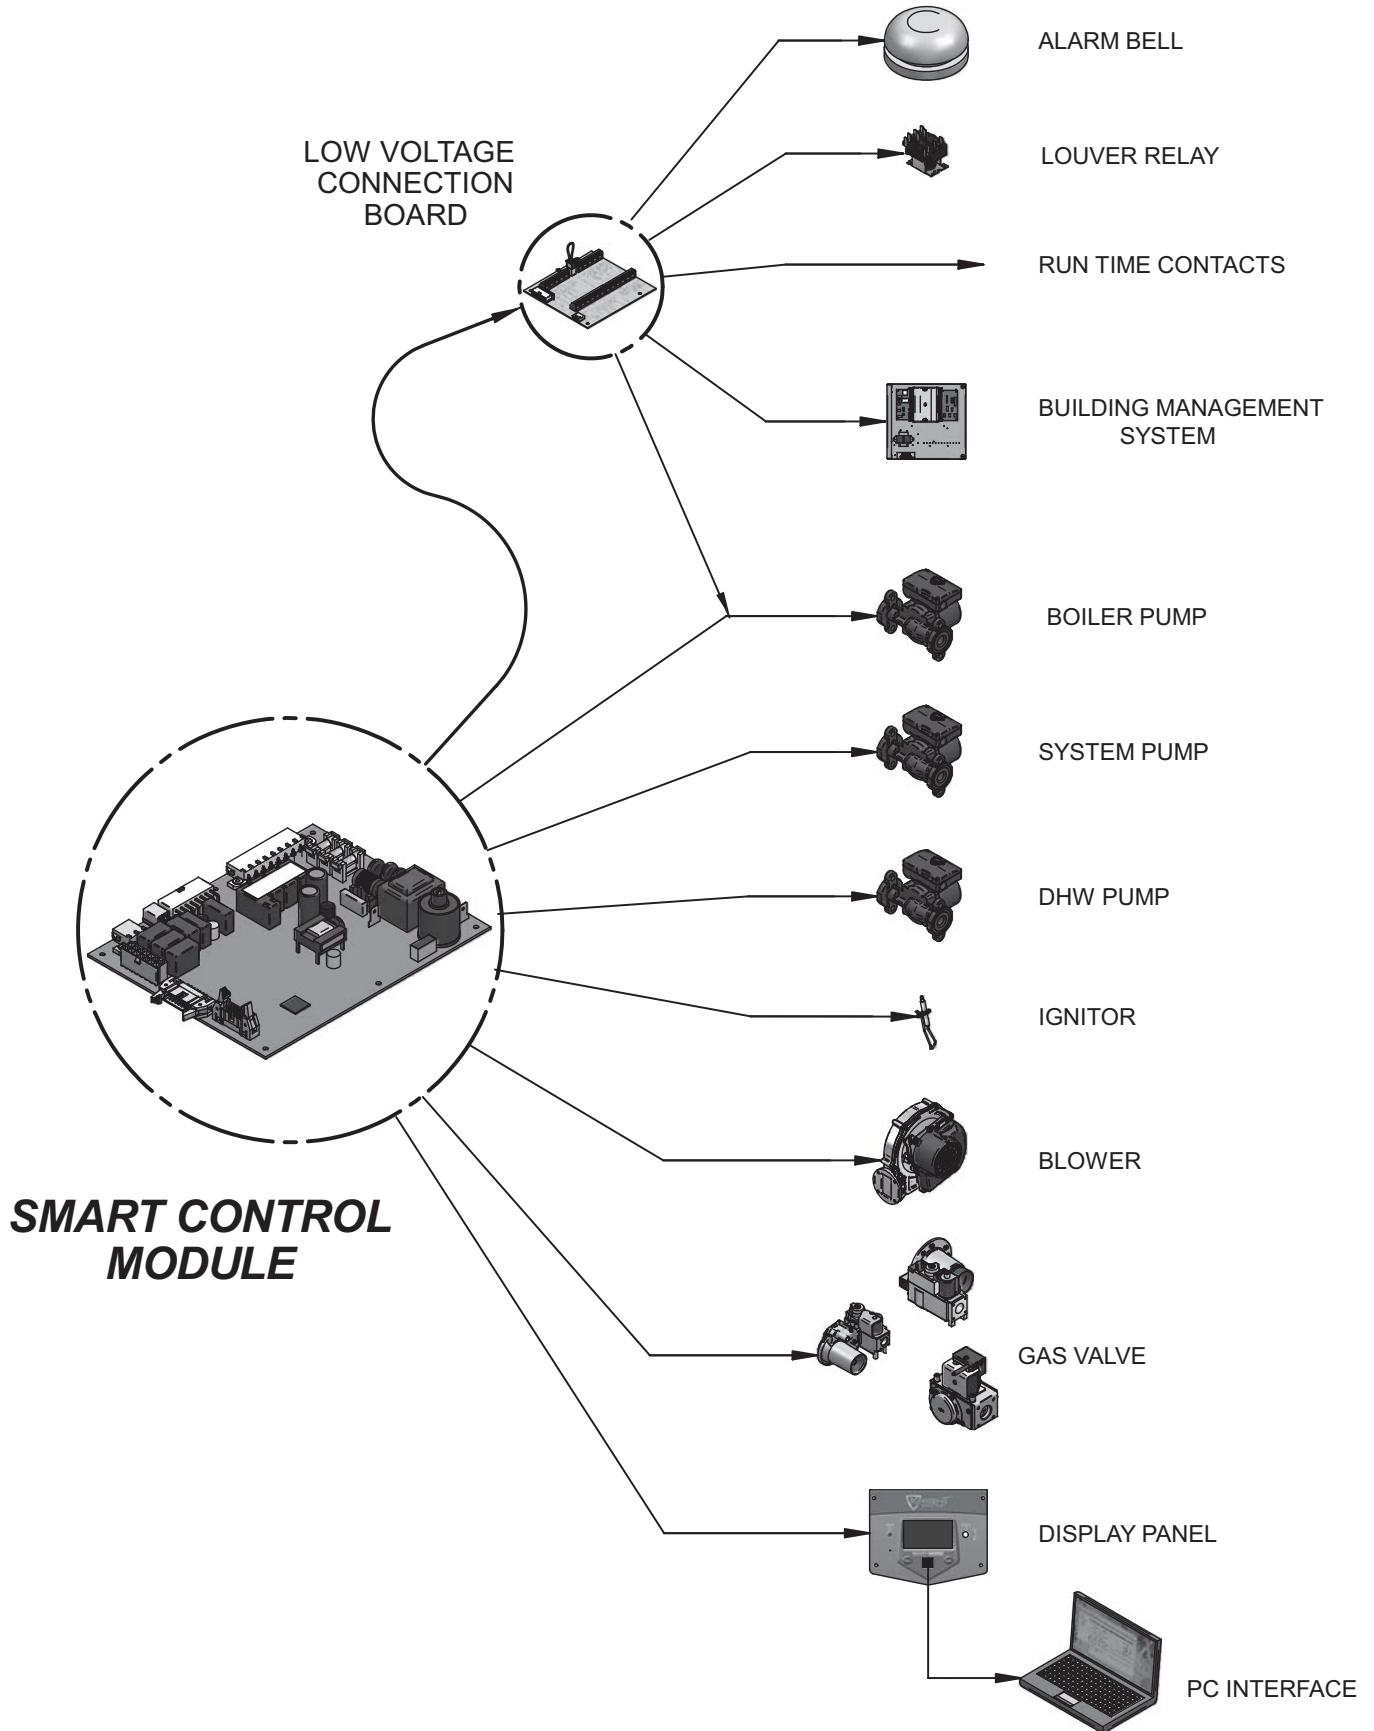 ALARM BELL
LOW VOLTAGE
CONNECTION
BOARD
LOUVER RELAY
RUN TIME CONTACTS
BUILDING MANAGEMENT
SYSTEM
BOILER PUMP
SYSTEM PUMP
DHW PUMP
IGNITOR
BLOWER
SMART CONTROL
MODULE
GAS VALVE
DISPLAY PANEL
PC INTERFACE